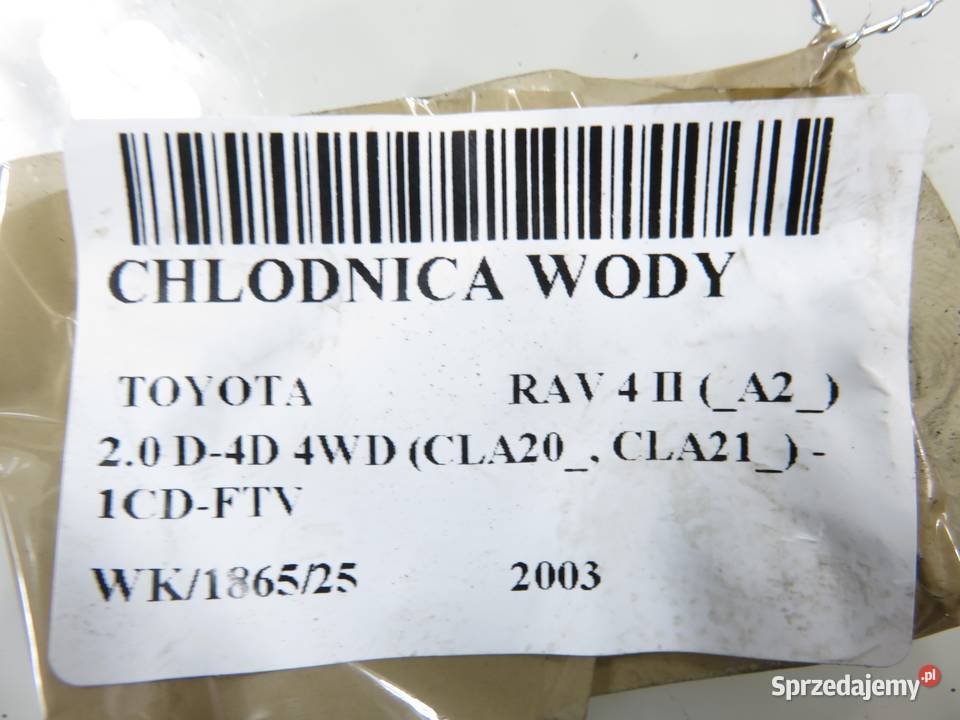 CHLODNICA WODY
TOYOTA RAV 4 II (_A2_)
2.0 D-4D 4WD (CLA20_, CLA21_) -
1CD-FTV
WK/1865/25 2003
Sprzedajemy.pl